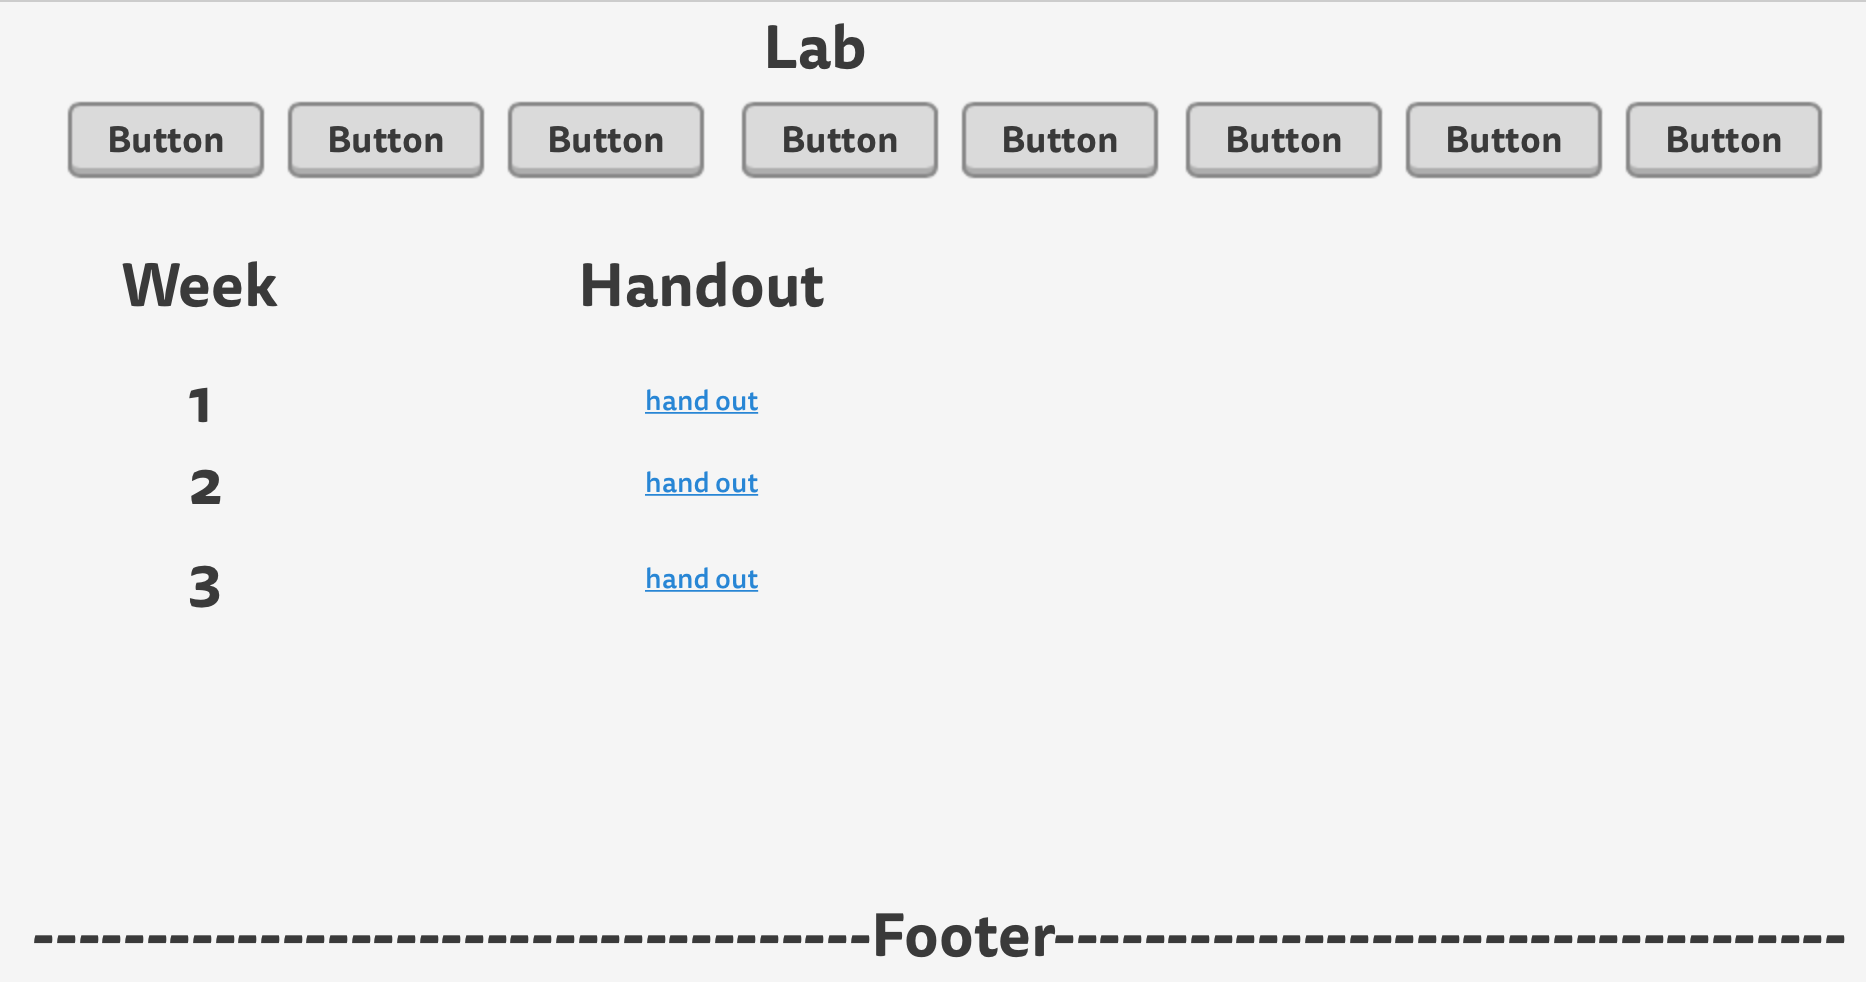 Lab
Button Button Button Button Button Button Button Button
Week Handout
1 hand out
2 hand out
3 hand out
-------------------------------------Footer-----------------------------------